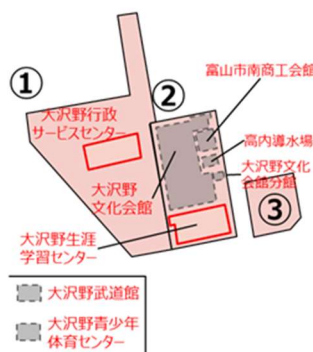 ①
②
富山市南商工会館
大沢野行政
サービスセンター
高内導水場
大沢野文化
会館分館
大沢野
文化会館
③
大沢野生涯
学習センター
大沢野武道館
大沢野青少年
体育センター